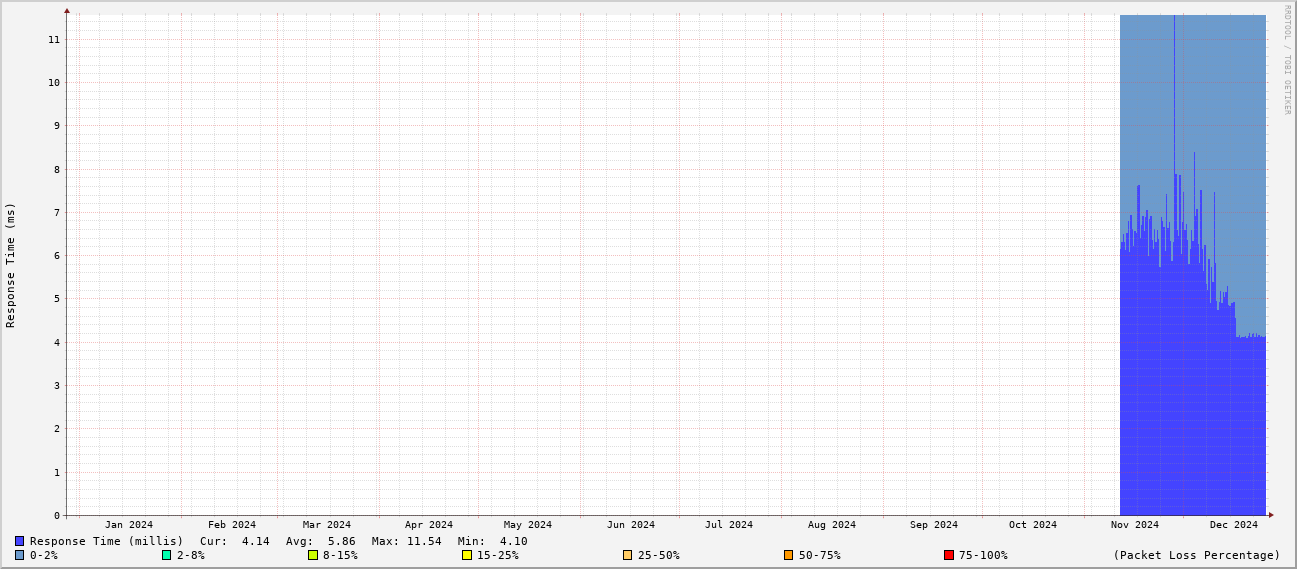 RRDTOOL / TOBI OETIKER
Response Time (ms)
11
10
9
8
7
6
5
4
3
2
1
0
Jan 2024 Feb 2024 Mar 2024 Apr 2024 May 2024 Jun 2024 Jul 2024 Aug 2024 Sep 2024 Oct 2024 Nov 2024 Dec 2024
Response Time (millis) Cur: 4.14 Avg: 5.86 Max: 11.54 Min: 4.10
0-2% 2-8% 8-15% 15-25% 25-50% 50-75% 75-100% (Packet Loss Percentage)